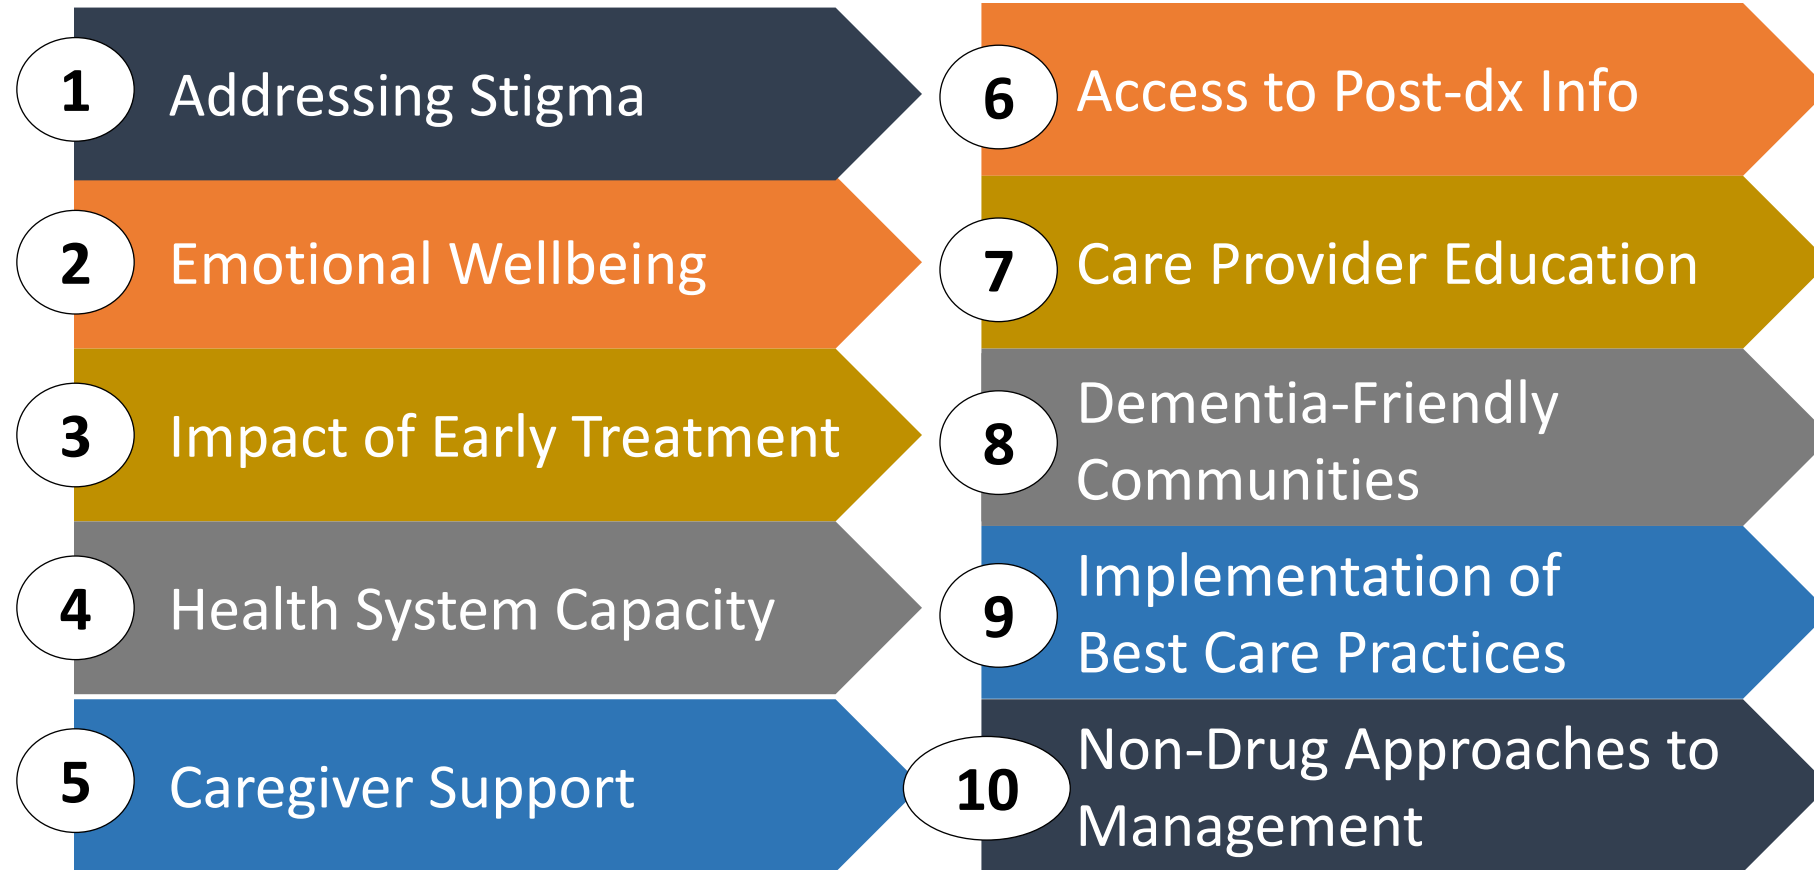 1
Addressing Stigma
2
Emotional Wellbeing
3
Impact of Early Treatment
4
Health System Capacity
5
Caregiver Support
6
Access to Post-dx Info
7
Care Provider Education
8
Dementia-Friendly
Communities
9
Implementation of
Best Care Practices
10
Non-Drug Approaches to
Management